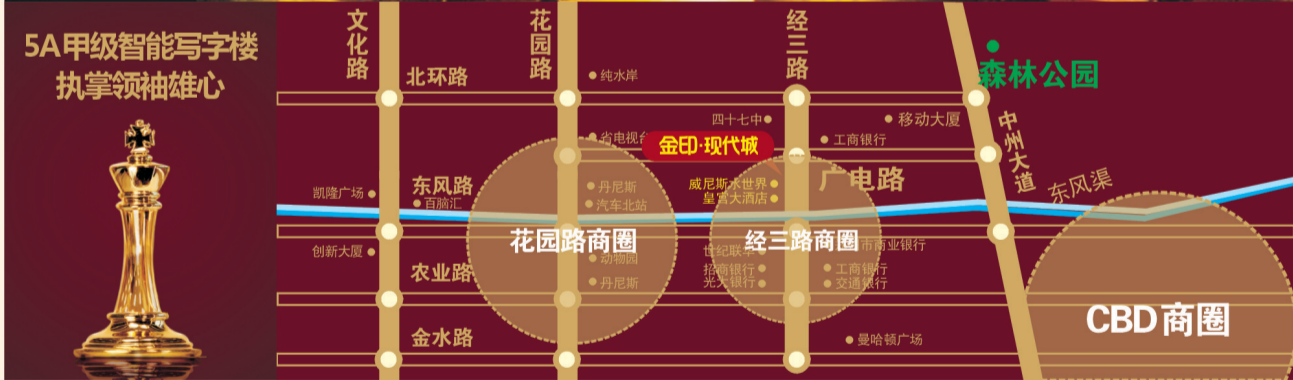 5A甲级智能写字楼
执掌领袖雄心
文化路
花园路
经三路
北环路
纯水岸
森林公园
四十七中
移动大厦
中州大道
省电视台
金印·现代城
工商银行
凯隆广场
东风路
百脑汇
丹尼斯
汽车北站
威尼斯水世界
皇宫大酒店
广电路
东风渠
花园路商圈
经三路商圈
市商业银行
创新大厦
农业路
动物园
丹尼斯
世纪联华
招商银行
光大银行
工商银行
交通银行
CBD商圈
金水路
曼哈顿广场